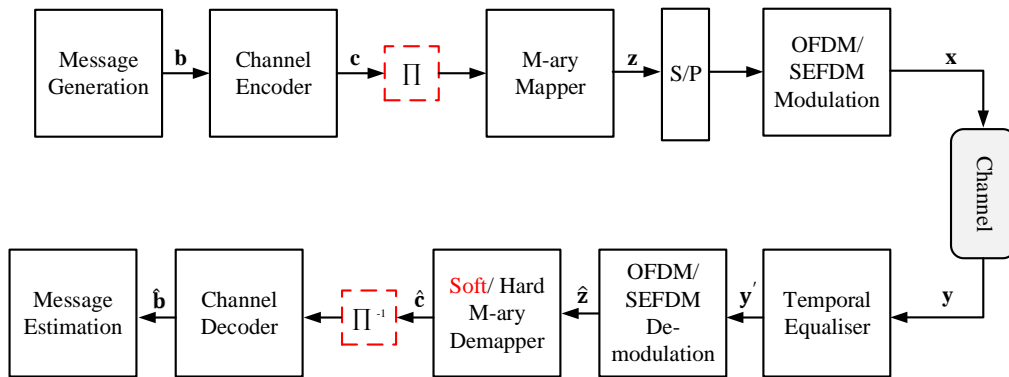 Message
Generation
b
Channel
Encoder
c
∏
M-ary
Mapper
z
S/P
OFDM/
SEFDM
Modulation
x
Channel
y
Temporal
Equaliser
y′
OFDM/
SEFDM
De-
modulation
ẑ
Soft/ Hard
M-ary
Demapper
ĉ
∏ -1
Channel
Decoder
b̂
Message
Estimation